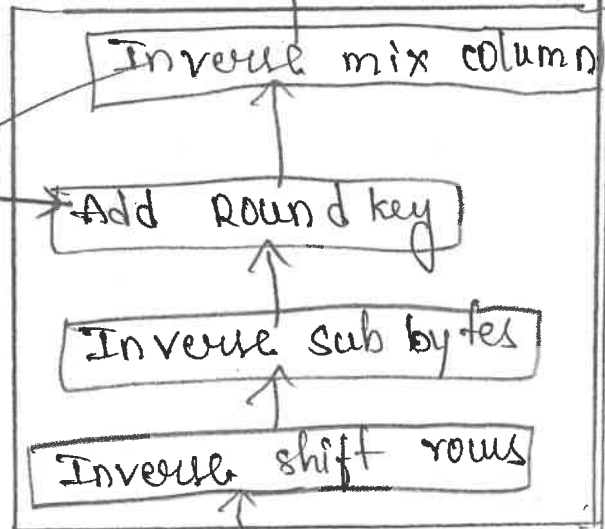 Inverse mix column
Add Round key
Inverse sub bytes
Inverse shift rows